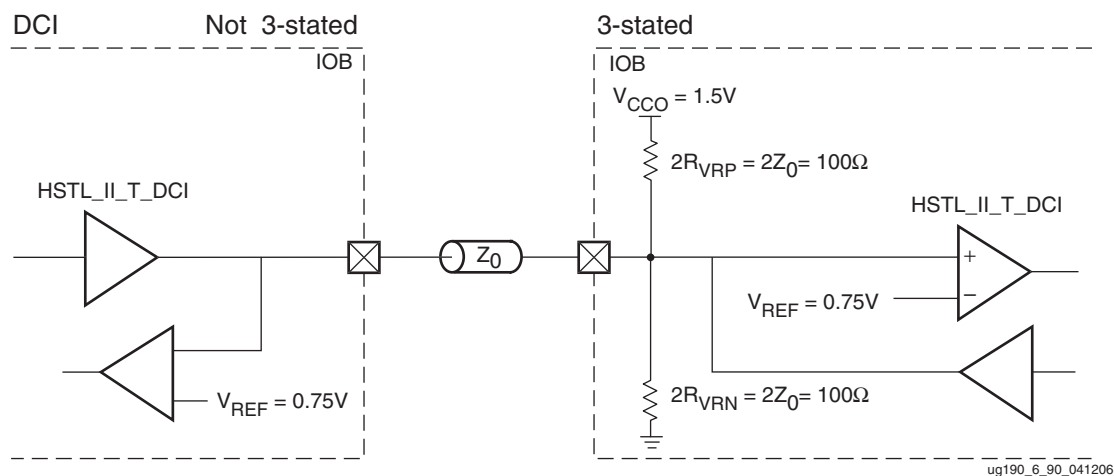 DCI Not 3-stated 3-stated
IOB IOB
V_CCO = 1.5V
2R_VRP = 2Z_0= 100Ω
HSTL_II_T_DCI HSTL_II_T_DCI
+
Z_0
–
V_REF = 0.75V
V_REF = 0.75V
2R_VRN = 2Z_0= 100Ω
ug190_6_90_041206